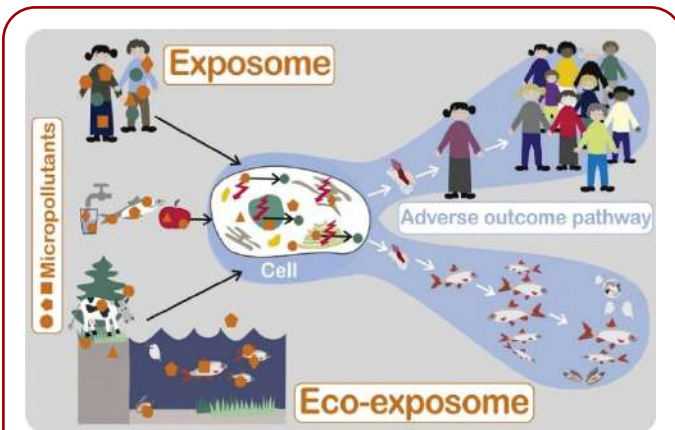 Exposome
Micropollutants
Adverse outcome pathway
Cell
Eco-exposome